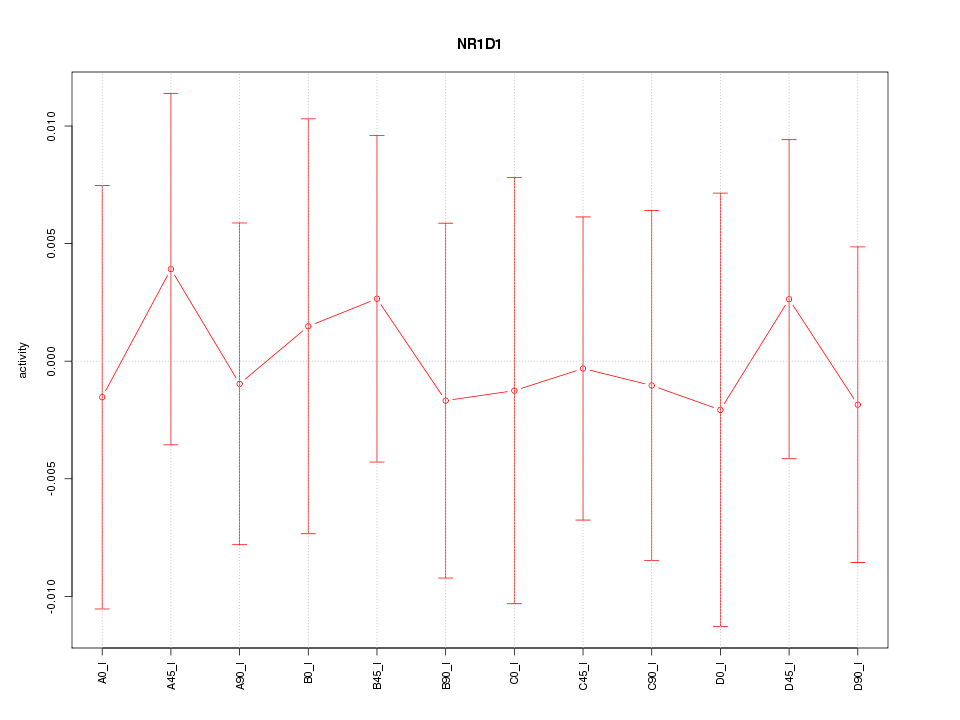 NR1D1
activity
0.010
0.005
0.000
-0.005
-0.010
A0_I
A45_I
A90_I
B0_I
B45_I
B90_I
C0_I
C45_I
C90_I
D0_I
D45_I
D90_I